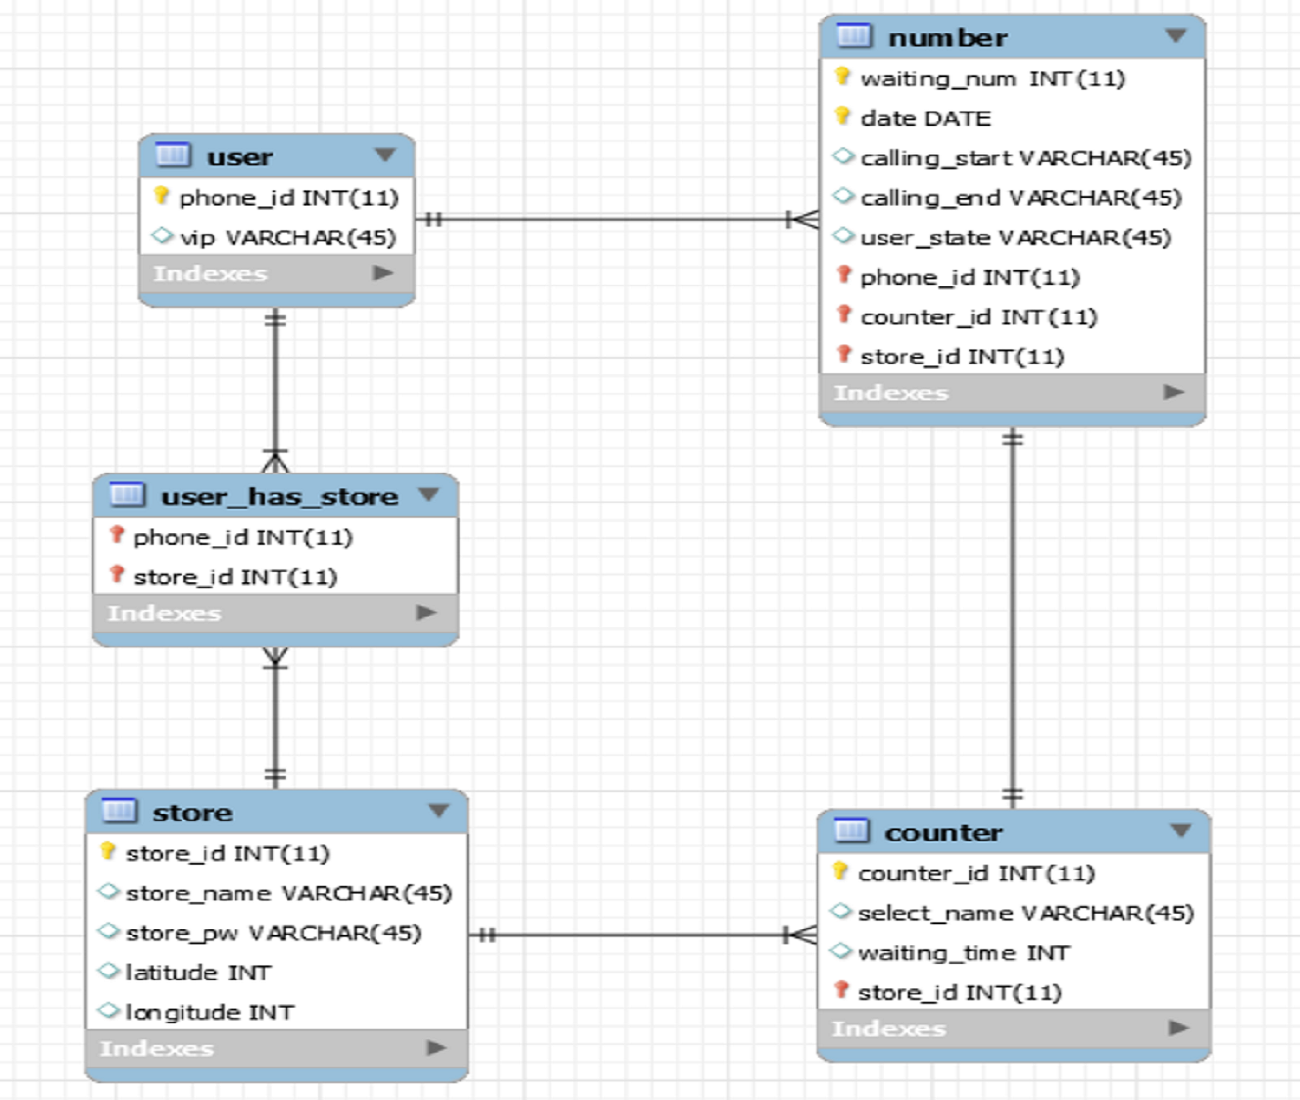 user
phone_id INT(11)
vip VARCHAR(45)
Indexes
number
waiting_num INT(11)
date DATE
calling_start VARCHAR(45)
calling_end VARCHAR(45)
user_state VARCHAR(45)
phone_id INT(11)
counter_id INT(11)
store_id INT(11)
Indexes
user_has_store
phone_id INT(11)
store_id INT(11)
Indexes
store
store_id INT(11)
store_name VARCHAR(45)
store_pw VARCHAR(45)
latitude INT
longitude INT
Indexes
counter
counter_id INT(11)
select_name VARCHAR(45)
waiting_time INT
store_id INT(11)
Indexes